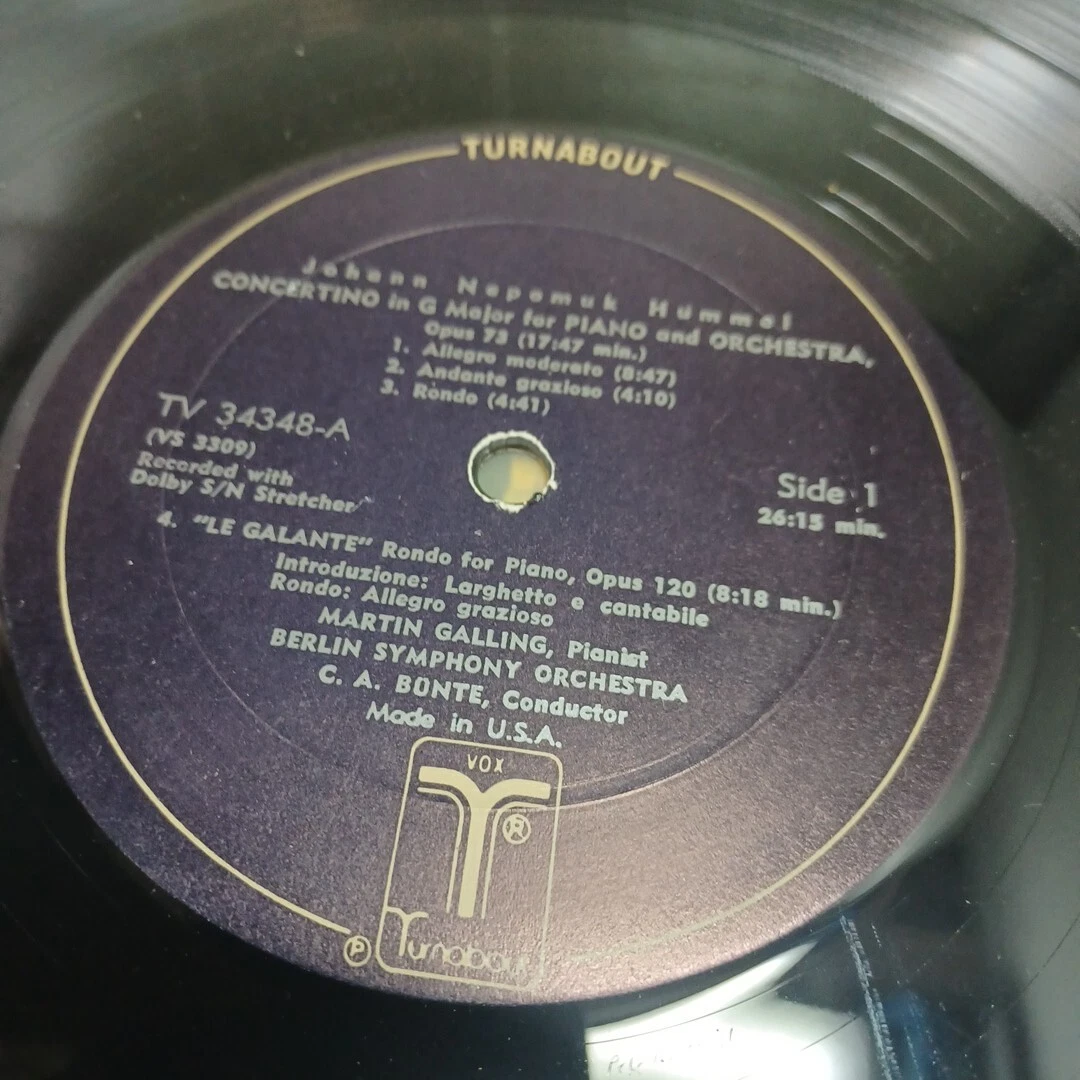 TURNABOUT
Johann Nepomuk Hummel
CONCERTINO in G Major for PIANO and ORCHESTRA,
Opus 73 (17:47 min.)
1. Allegro moderato (8:47)
2. Andante grazioso (4:10)
3. Rondo (4:41)
TV 34348-A
(VS 3309)
Recorded with
Dolby S/N Stretcher
Side 1
26:15 min.
4. "LE GALANTE" Rondo for Piano, Opus 120 (8:18 min.)
Introduzione: Larghetto e cantabile
Rondo: Allegro grazioso
MARTIN GALLING, Pianist
BERLIN SYMPHONY ORCHESTRA
C. A. BÜNTE, Conductor
Made in U.S.A.
VOX
®
Turnabout
℗